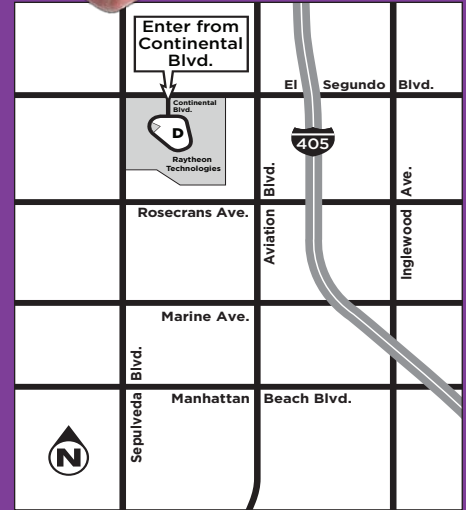 Enter from
Continental
Blvd.
El Segundo Blvd.
Continental
Blvd.
D
405
Raytheon
Technologies
Aviation Blvd.
Inglewood Ave.
Rosecrans Ave.
Marine Ave.
Sepulveda Blvd.
Manhattan Beach Blvd.
N